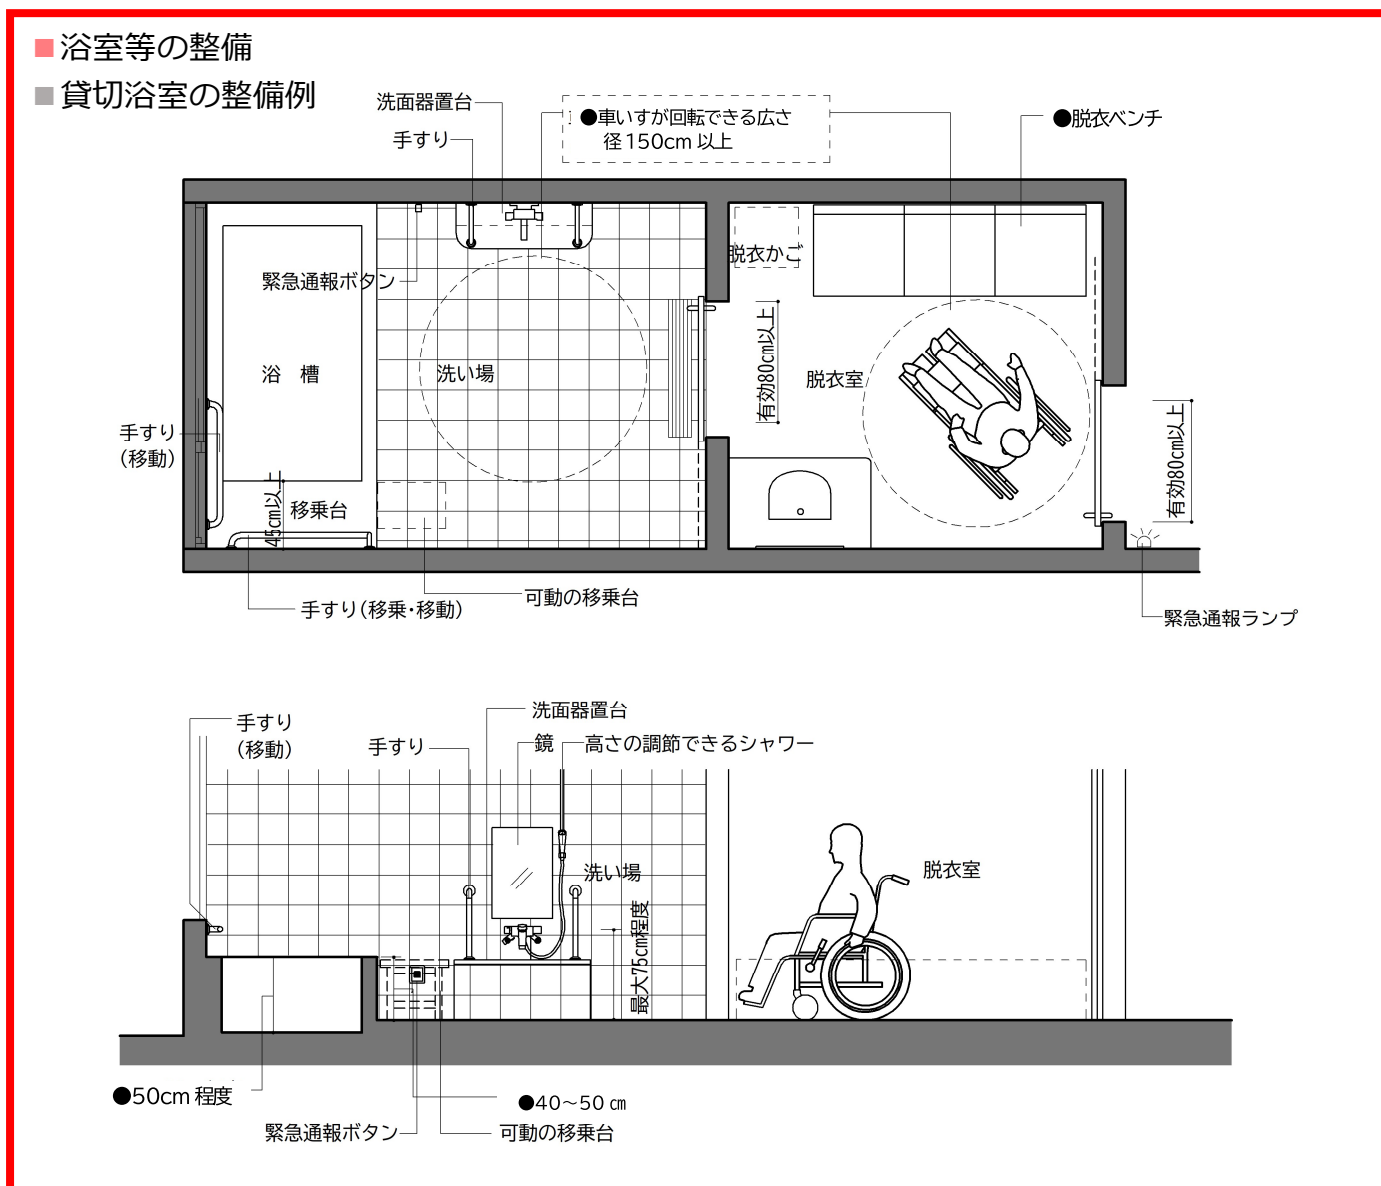 ■浴室等の整備
■貸切浴室の整備例
洗面器置台
手すり
●車いすが回転できる広さ
径150cm 以上
●脱衣ベンチ
脱衣かご
緊急通報ボタン
有効80cm以上
浴 槽
洗い場
脱衣室
手すり
(移動)
有効80cm以上
45cm以上
移乗台
可動の移乗台
手すり(移乗・移動)
緊急通報ランプ
洗面器置台
手すり
(移動)
手すり
鏡
高さの調節できるシャワー
洗い場
脱衣室
最大75cm程度
●50cm 程度
●40～50 ㎝
緊急通報ボタン
可動の移乗台